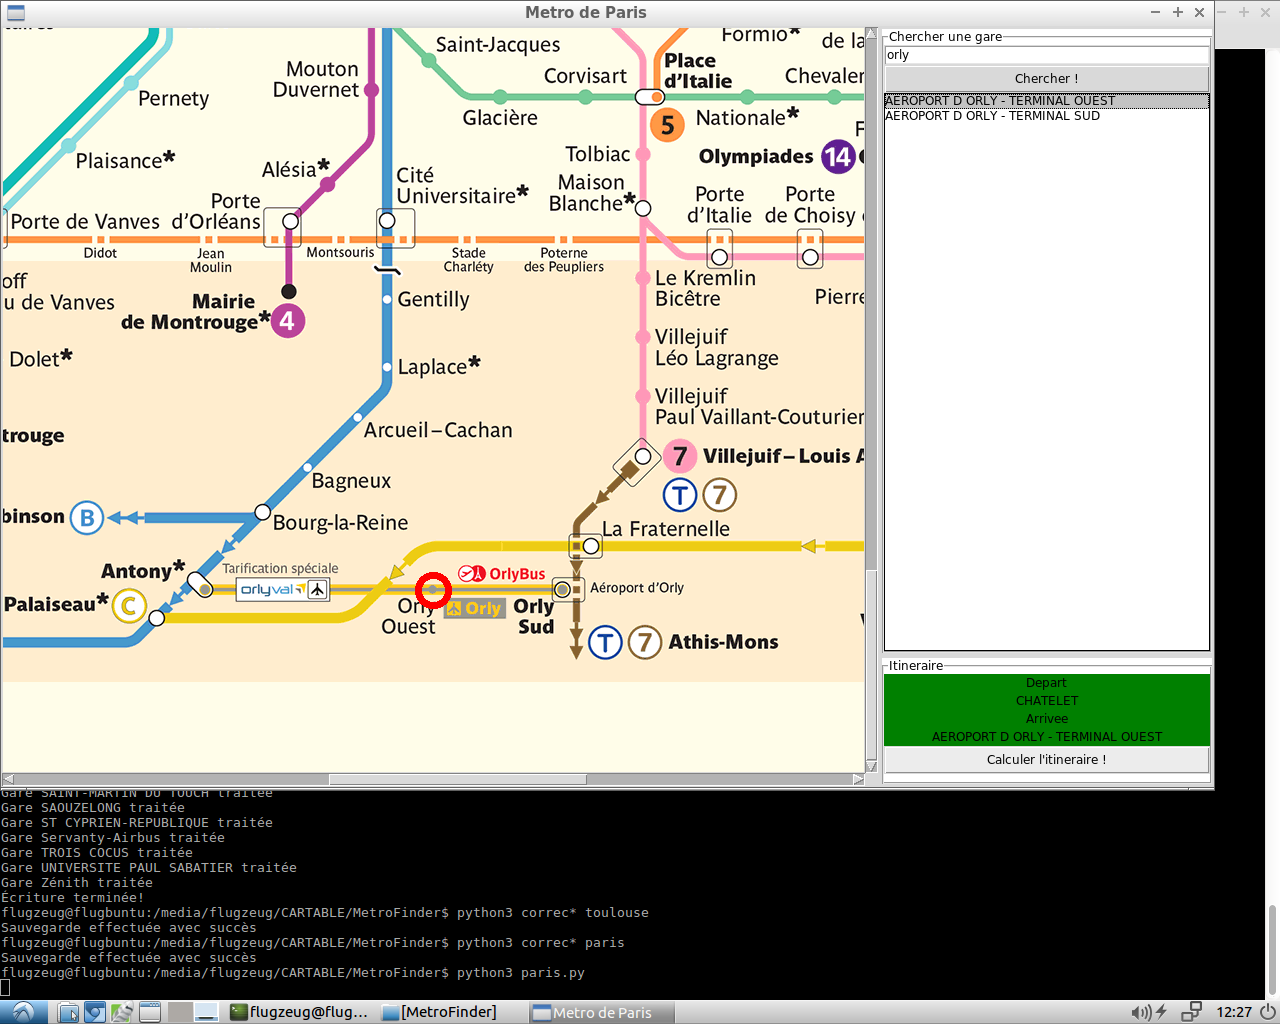 Metro de Paris
Saint-Jacques
Formio*
de la
Mouton
Duvernet
Corvisart
Place
d'Italie
Chevaler
Pernety
Glacière
5
Nationale*
Plaisance*
Alésia*
Tolbiac
Olympiades 14
Cité
Universitaire*
Maison
Blanche*
Porte
d'Italie
Porte
de Choisy
Porte de Vanves
Porte
d'Orléans
Didot
Jean
Moulin
Montsouris
Stade
Charléty
Poterne
des Peupliers
off
u de Vanves
Mairie
de Montrouge* 4
Gentilly
Le Kremlin
Bicêtre
Pierre
Dolet*
Laplace*
Villejuif
Léo Lagrange
Villejuif
Paul Vaillant-Couturier
trouge
Arcueil–Cachan
7 Villejuif–Louis A
T 7
Bagneux
binson B
Bourg-la-Reine
La Fraternelle
Antony*
Tarification spéciale
orlyval
OrlyBus
Aéroport d'Orly
Palaiseau* C
Orly
Ouest
Orly
Orly
Sud
T 7 Athis-Mons
Chercher une gare
orly
Chercher !
AEROPORT D ORLY - TERMINAL OUEST
AEROPORT D ORLY - TERMINAL SUD
Itineraire
Depart
CHATELET
Arrivee
AEROPORT D ORLY - TERMINAL OUEST
Calculer l'itineraire !
Gare SAINT-MARTIN DU TOUCH traitée
Gare SAOUZELONG traitée
Gare ST CYPRIEN-REPUBLIQUE traitée
Gare Servanty-Airbus traitée
Gare TROIS COCUS traitée
Gare UNIVERSITE PAUL SABATIER traitée
Gare Zénith traitée
Écriture terminée!
flugzeug@flugbuntu:/media/flugzeug/CARTABLE/MetroFinder$ python3 correc* toulouse
Sauvegarde effectuée avec succès
flugzeug@flugbuntu:/media/flugzeug/CARTABLE/MetroFinder$ python3 correc* paris
Sauvegarde effectuée avec succès
flugzeug@flugbuntu:/media/flugzeug/CARTABLE/MetroFinder$ python3 paris.py
flugzeug@flug...
[MetroFinder]
Metro de Paris
12:27